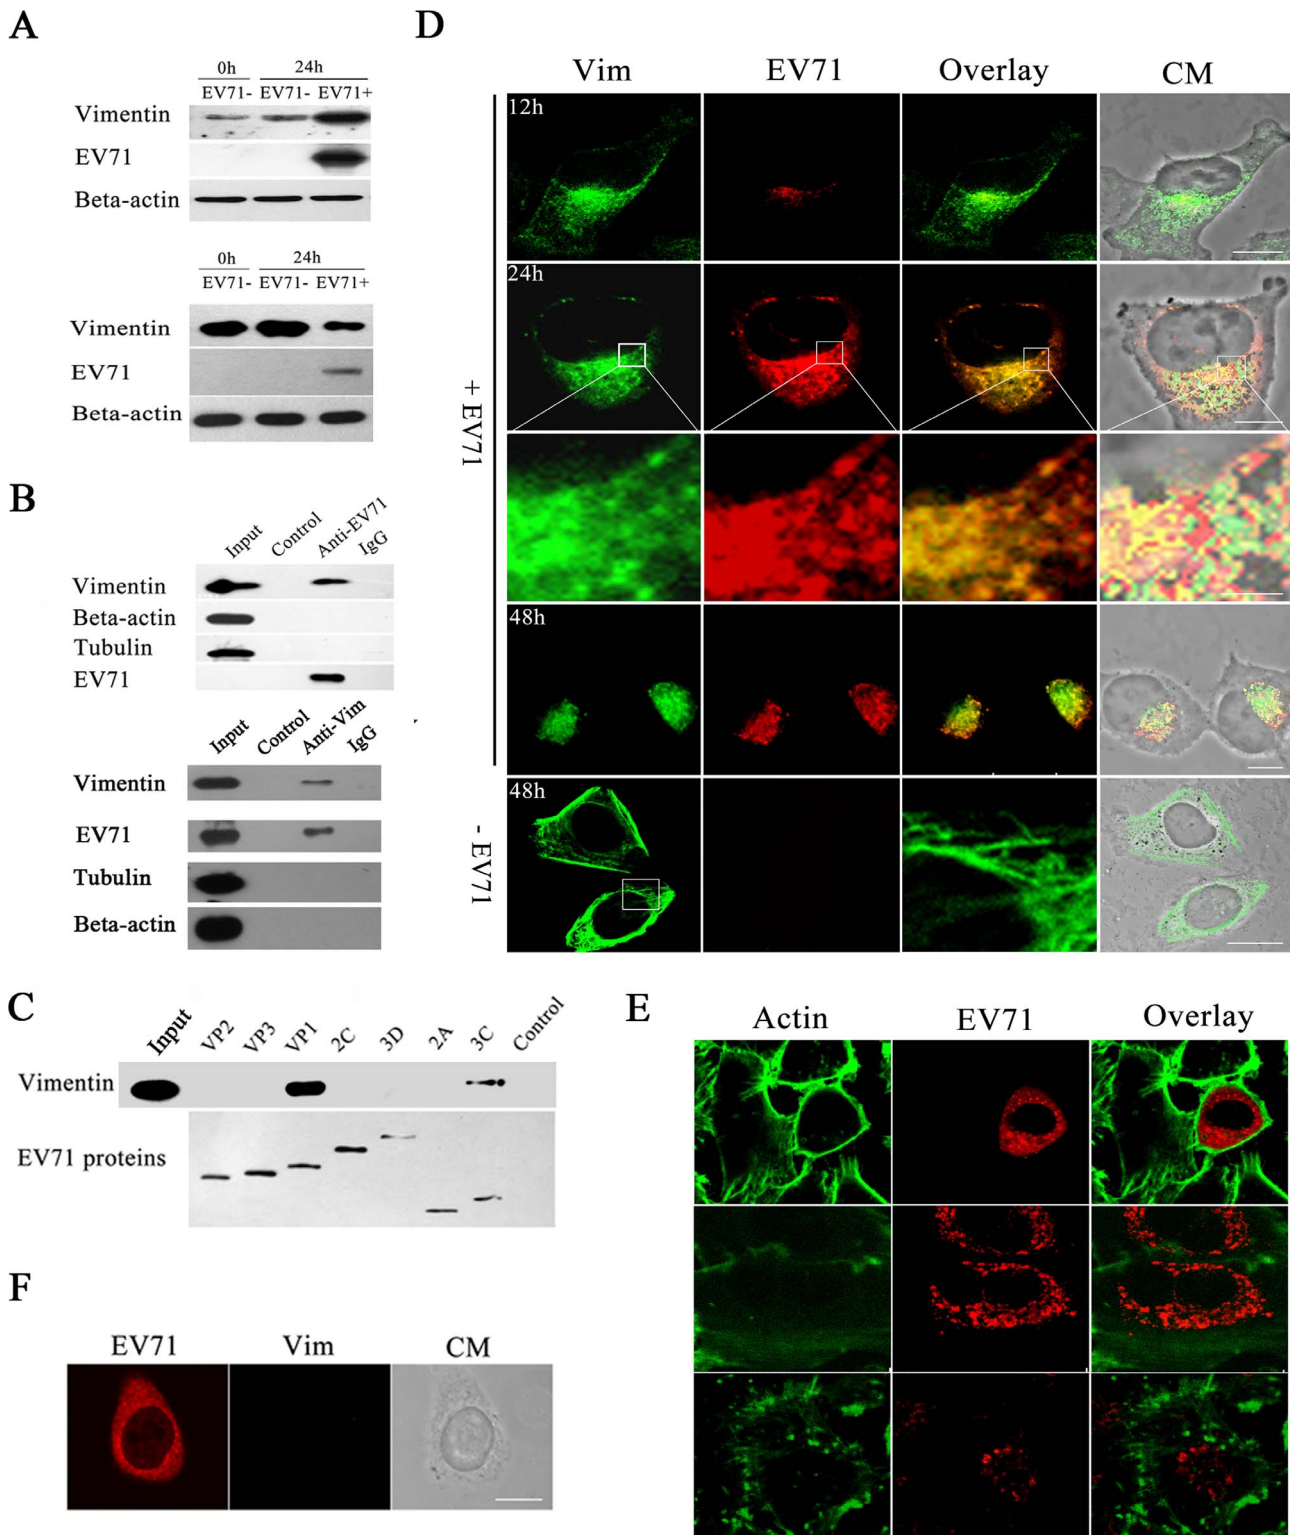 A
0h 24h
EV71- EV71- EV71+
Vimentin
EV71
Beta-actin
0h 24h
EV71- EV71- EV71+
Vimentin
EV71
Beta-actin
B
Input Control Anti-EV71 IgG
Vimentin
Beta-actin
Tubulin
EV71
Input Control Anti-Vim IgG
Vimentin
EV71
Tubulin
Beta-actin
C
Input VP2 VP3 VP1 2C 3D 2A 3C Control
Vimentin
EV71 proteins
D
Vim EV71 Overlay CM
+ EV71
12h
24h
48h
- EV71
48h
E
Actin EV71 Overlay
F
EV71 Vim CM